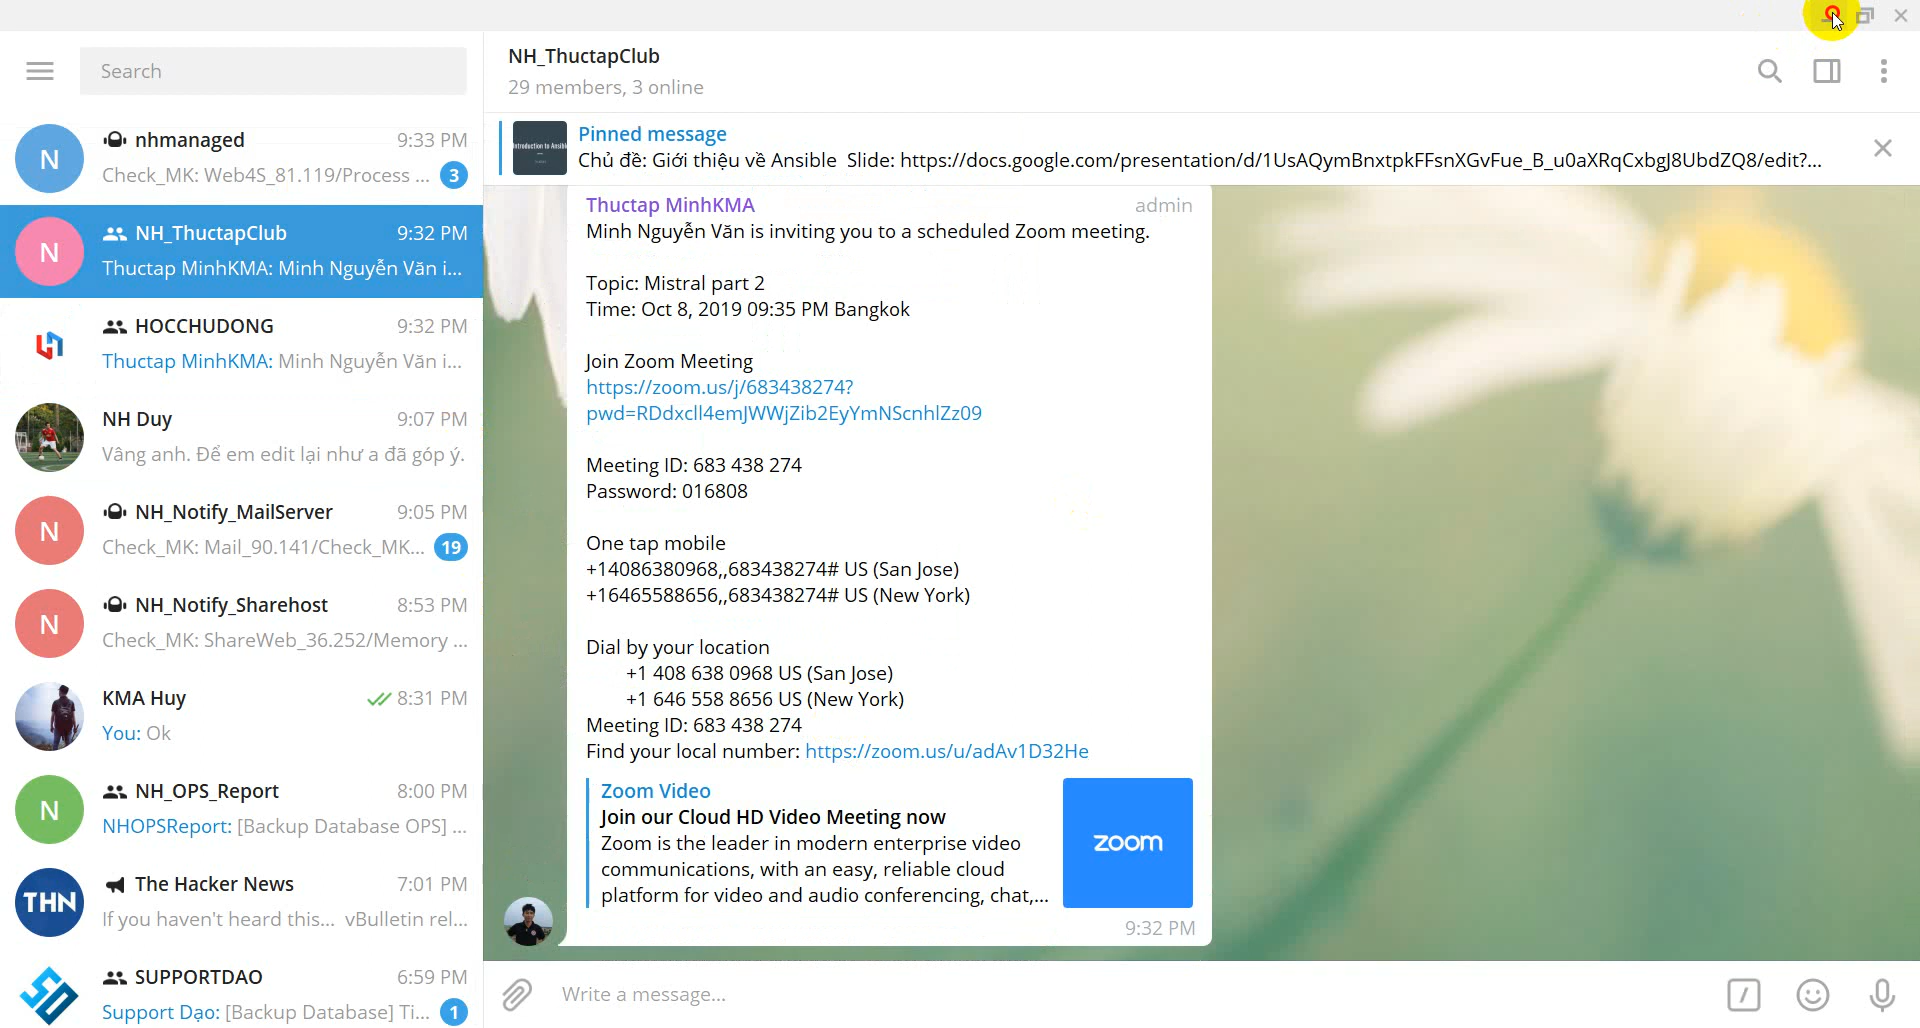 Search
N
nhmanaged
9:33 PM
Check_MK: Web4S_81.119/Process ...
3
N
NH_ThuctapClub
9:32 PM
Thuctap MinhKMA: Minh Nguyễn Văn i...
HOCCHUDONG
9:32 PM
Thuctap MinhKMA: Minh Nguyễn Văn i...
NH Duy
9:07 PM
Vâng anh. Để em edit lại như a đã góp ý.
N
NH_Notify_MailServer
9:05 PM
Check_MK: Mail_90.141/Check_MK...
19
N
NH_Notify_Sharehost
8:53 PM
Check_MK: ShareWeb_36.252/Memory ...
KMA Huy
8:31 PM
You: Ok
N
NH_OPS_Report
8:00 PM
NHOPSReport: [Backup Database OPS] ...
THN
The Hacker News
7:01 PM
If you haven't heard this... vBulletin rel...
SUPPORTDAO
6:59 PM
Support Dạo: [Backup Database] Ti...
1
NH_ThuctapClub
29 members, 3 online
Introduction to Ansible
Pinned message
Chủ đề: Giới thiệu về Ansible Slide: https://docs.google.com/presentation/d/1UsAQymBnxtpkFFsnXGvFue_B_u0aXRqCxbgJ8UbdZQ8/edit?...
Thuctap MinhKMA
admin
Minh Nguyễn Văn is inviting you to a scheduled Zoom meeting.
Topic: Mistral part 2
Time: Oct 8, 2019 09:35 PM Bangkok
Join Zoom Meeting
https://zoom.us/j/683438274?
pwd=RDdxcll4emJWWjZib2EyYmNScnhlZz09
Meeting ID: 683 438 274
Password: 016808
One tap mobile
+14086380968,,683438274# US (San Jose)
+16465588656,,683438274# US (New York)
Dial by your location
+1 408 638 0968 US (San Jose)
+1 646 558 8656 US (New York)
Meeting ID: 683 438 274
Find your local number: https://zoom.us/u/adAv1D32He
Zoom Video
Join our Cloud HD Video Meeting now
Zoom is the leader in modern enterprise video
communications, with an easy, reliable cloud
platform for video and audio conferencing, chat,...
zoom
9:32 PM
Write a message...